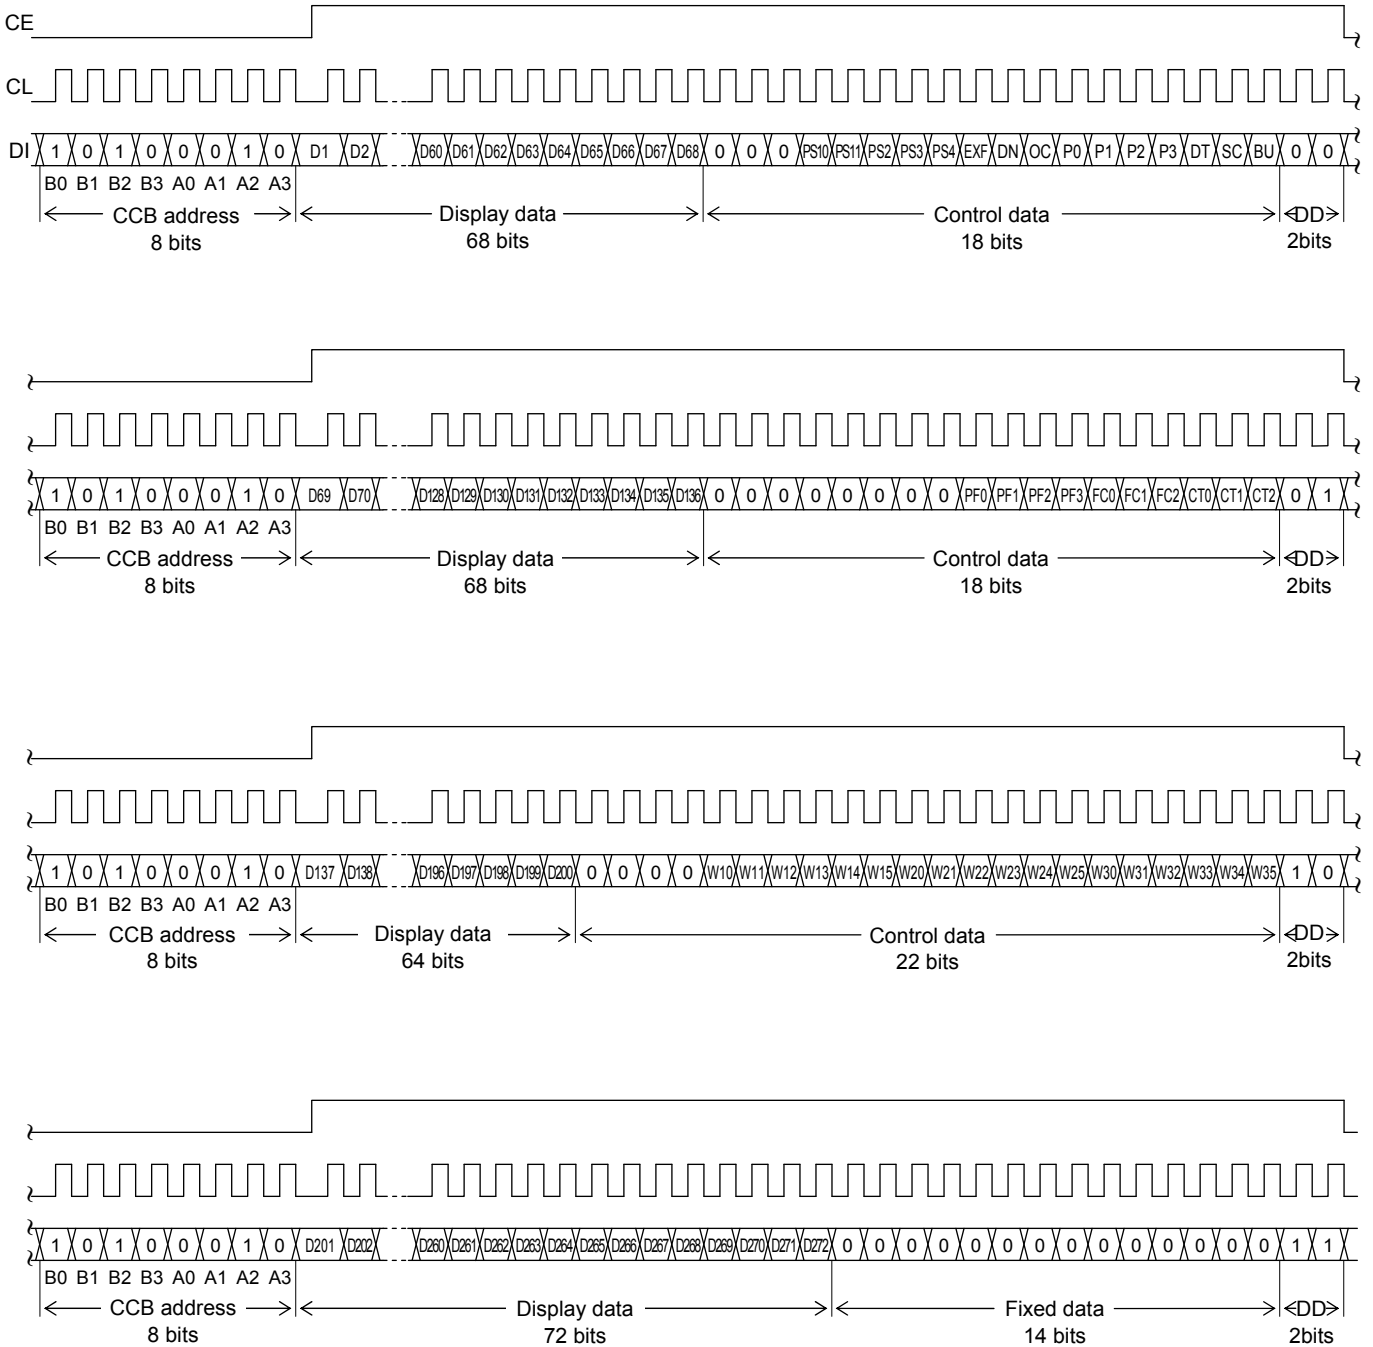 CE
CL
DI 1 0 1 0 0 0 1 0 D1 D2 D60 D61 D62 D63 D64 D65 D66 D67 D68 0 0 0 PS10 PS11 PS2 PS3 PS4 EXF DN OC P0 P1 P2 P3 DT SC BU 0 0
B0 B1 B2 B3 A0 A1 A2 A3
CCB address Display data Control data DD
8 bits 68 bits 18 bits 2bits
1 0 1 0 0 0 1 0 D69 D70 D128 D129 D130 D131 D132 D133 D134 D135 D136 0 0 0 0 0 0 0 0 PF0 PF1 PF2 PF3 FC0 FC1 FC2 CT0 CT1 CT2 0 1
B0 B1 B2 B3 A0 A1 A2 A3
CCB address Display data Control data DD
8 bits 68 bits 18 bits 2bits
1 0 1 0 0 0 1 0 D137 D138 D196 D197 D198 D199 D200 0 0 0 0 W10 W11 W12 W13 W14 W15 W20 W21 W22 W23 W24 W25 W30 W31 W32 W33 W34 W35 1 0
B0 B1 B2 B3 A0 A1 A2 A3
CCB address Display data Control data DD
8 bits 64 bits 22 bits 2bits
1 0 1 0 0 0 1 0 D201 D202 D260 D261 D262 D263 D264 D265 D266 D267 D268 D269 D270 D271 D272 0 0 0 0 0 0 0 0 0 0 0 0 0 0 1 1
B0 B1 B2 B3 A0 A1 A2 A3
CCB address Display data Fixed data DD
8 bits 72 bits 14 bits 2bits